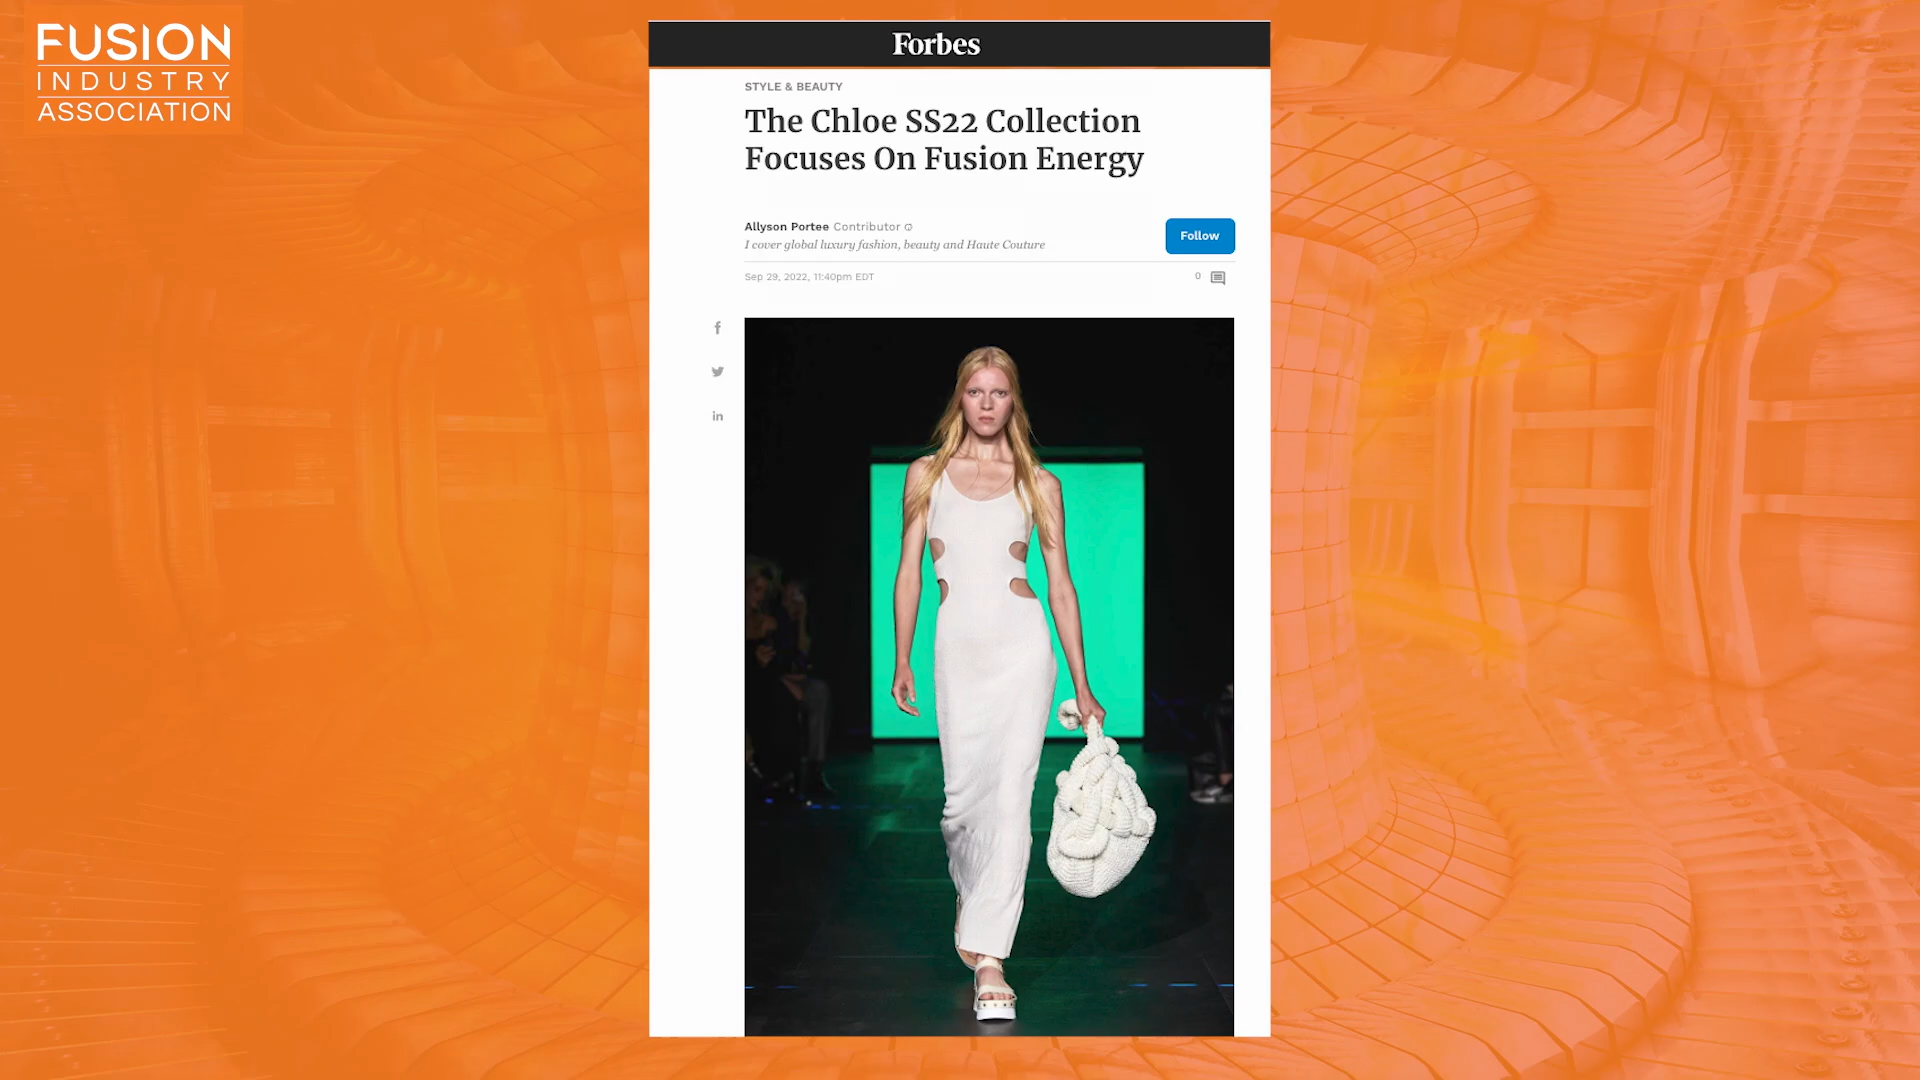 FUSION
INDUSTRY
ASSOCIATION
Forbes
STYLE & BEAUTY
The Chloe SS22 Collection
Focuses On Fusion Energy
Allyson Portee Contributor
I cover global luxury fashion, beauty and Haute Couture
Follow
Sep 29, 2022, 11:40pm EDT
0
f
in